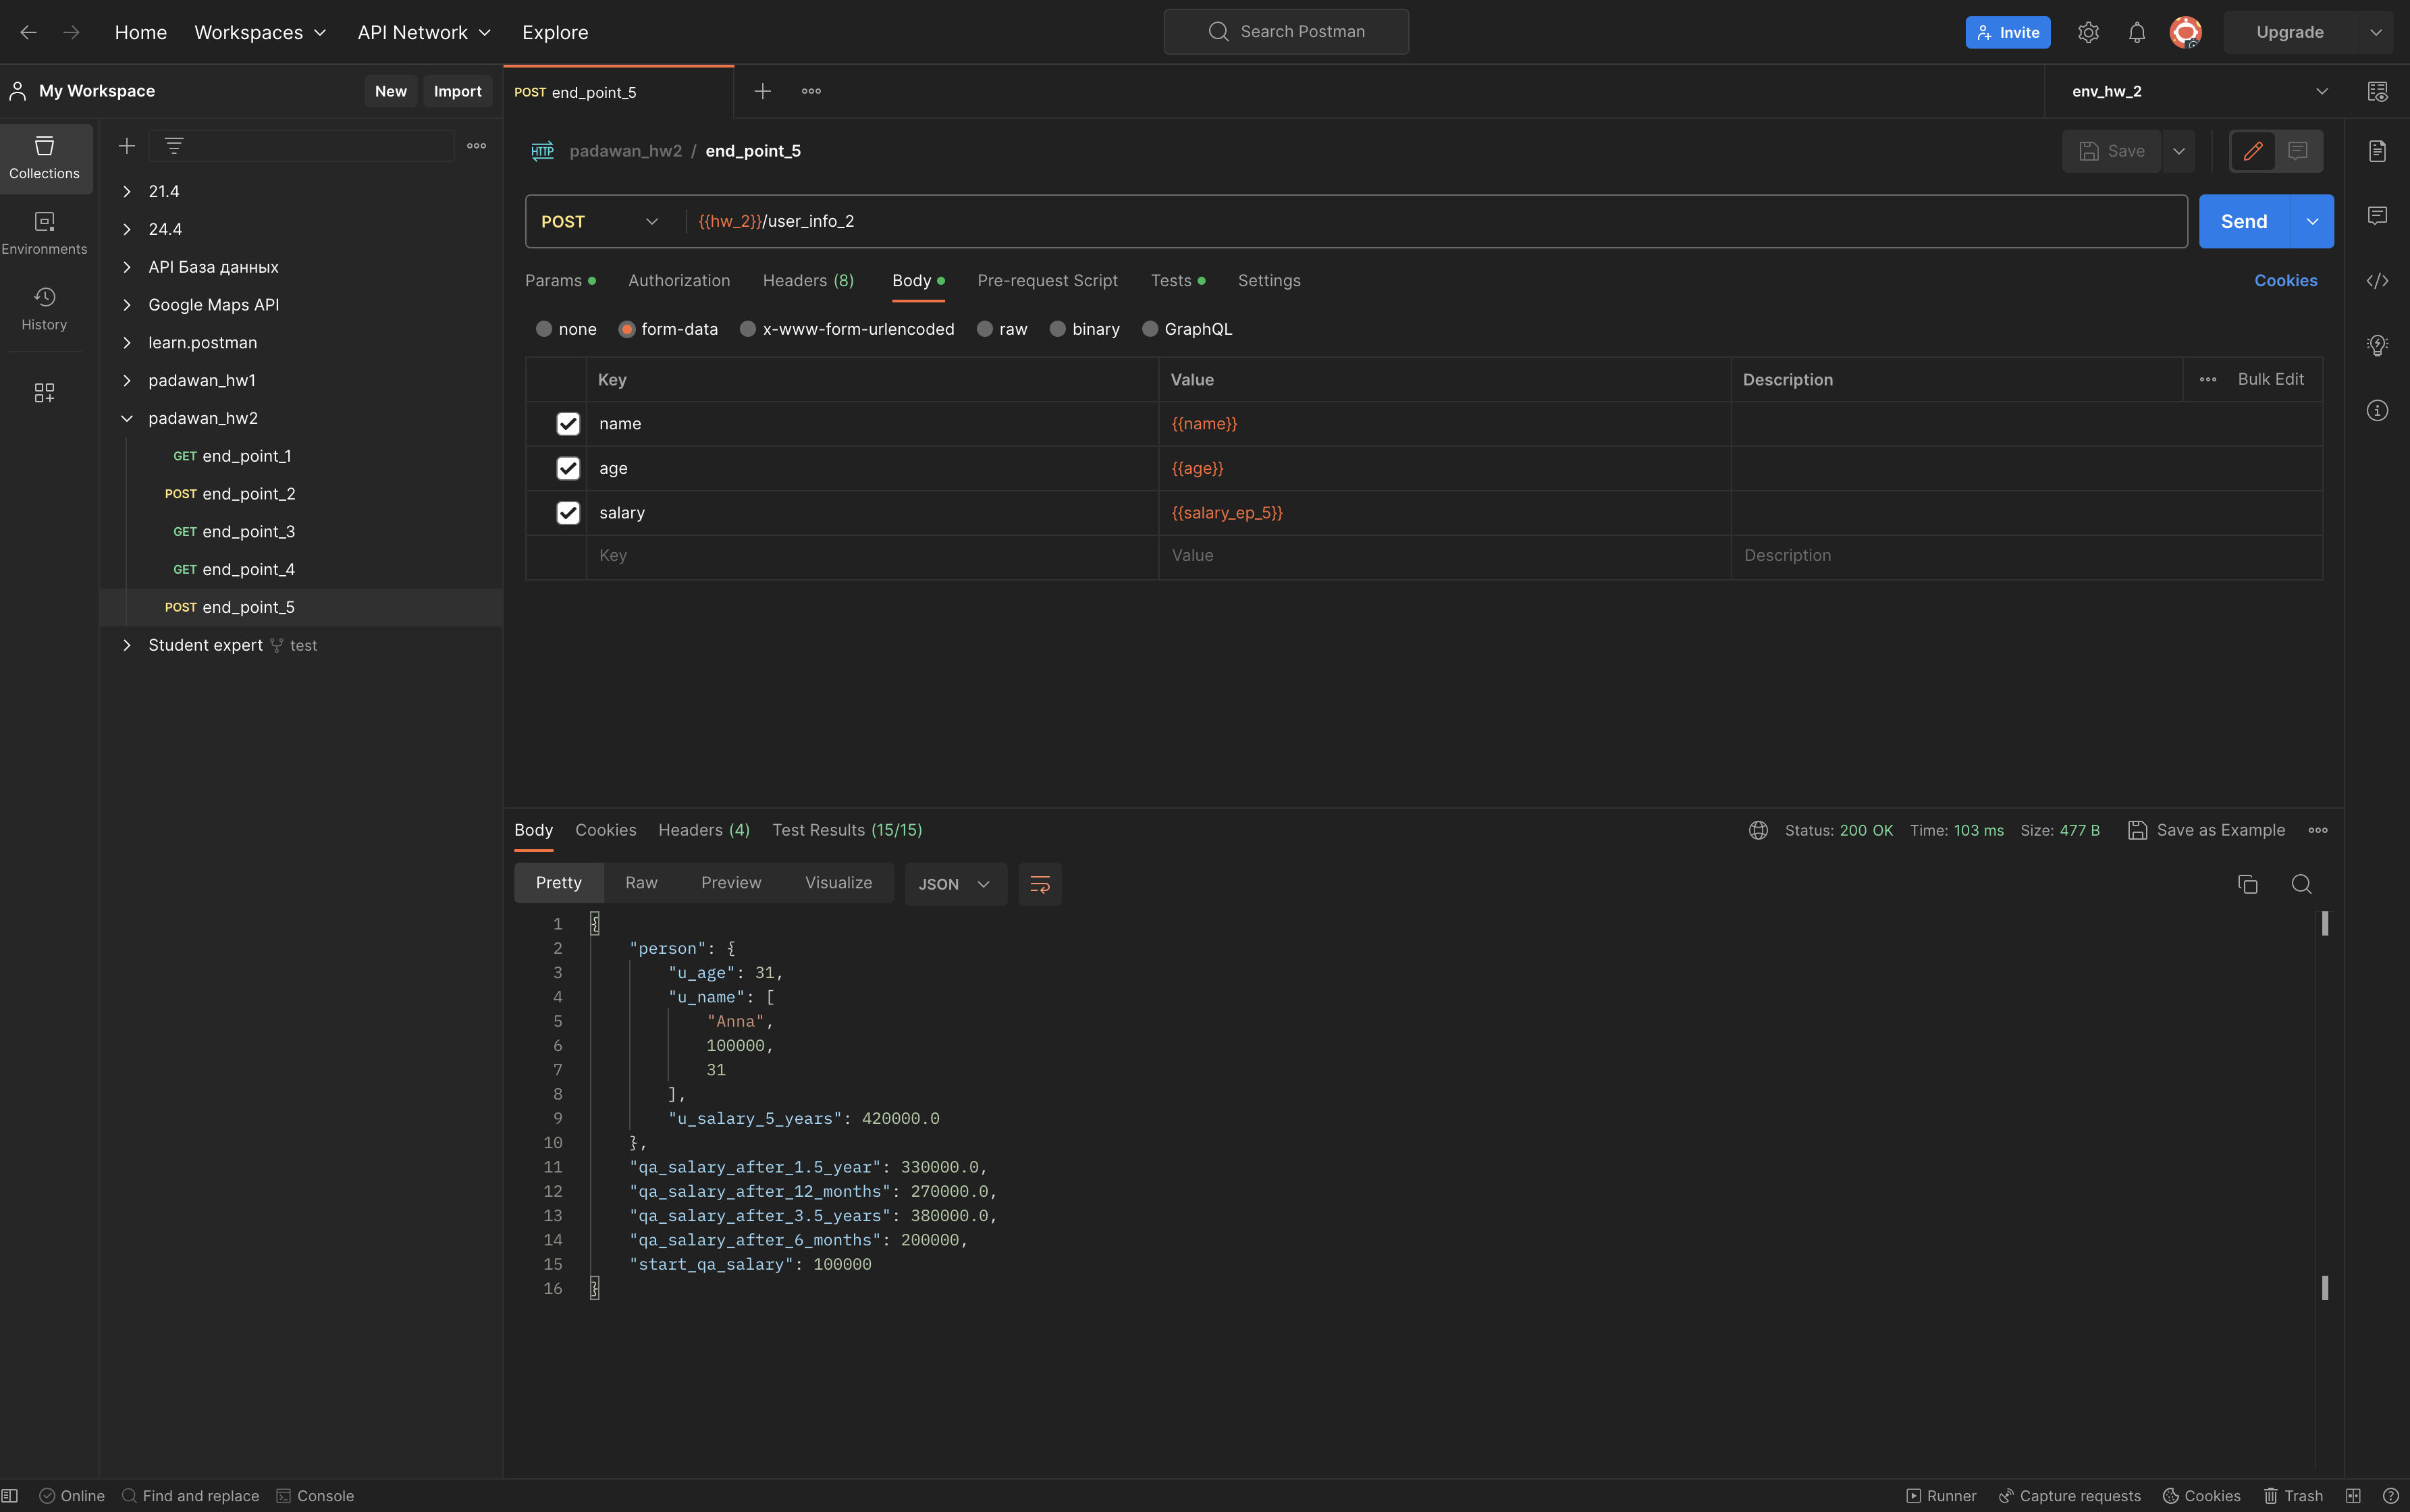 Home Workspaces API Network Explore Search Postman Invite Upgrade
My Workspace New Import POST end_point_5 env_hw_2
Collections
Environments
History
21.4
24.4
API База данных
Google Maps API
learn.postman
padawan_hw1
padawan_hw2
GET end_point_1
POST end_point_2
GET end_point_3
GET end_point_4
POST end_point_5
Student expert test
HTTP padawan_hw2 / end_point_5 Save
POST {{hw_2}}/user_info_2 Send
Params Authorization Headers (8) Body Pre-request Script Tests Settings Cookies
none form-data x-www-form-urlencoded raw binary GraphQL
Key Value Description Bulk Edit
name {{name}}
age {{age}}
salary {{salary_ep_5}}
Key Value Description
Body Cookies Headers (4) Test Results (15/15) Status: 200 OK Time: 103 ms Size: 477 B Save as Example
Pretty Raw Preview Visualize JSON
1 {
2 "person": {
3 "u_age": 31,
4 "u_name": [
5 "Anna",
6 100000,
7 31
8 ],
9 "u_salary_5_years": 420000.0
10 },
11 "qa_salary_after_1.5_year": 330000.0,
12 "qa_salary_after_12_months": 270000.0,
13 "qa_salary_after_3.5_years": 380000.0,
14 "qa_salary_after_6_months": 200000,
15 "start_qa_salary": 100000
16 }
Online Find and replace Console Runner Capture requests Cookies Trash